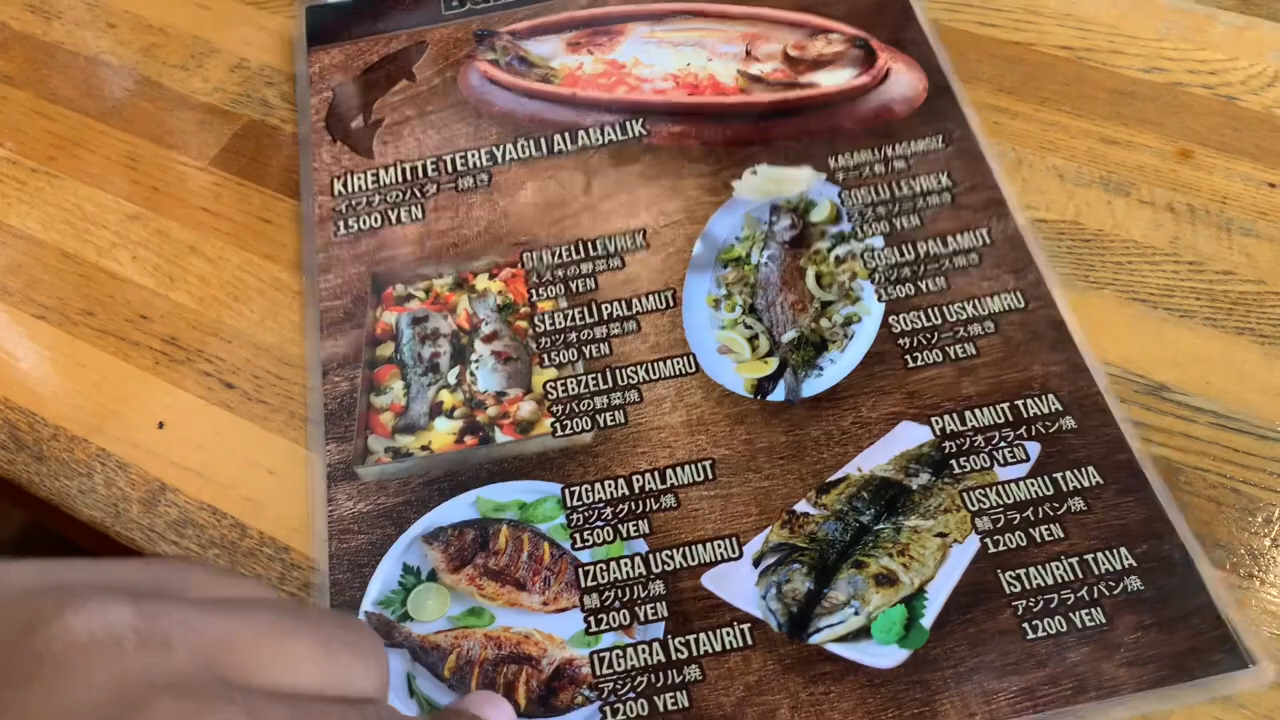 KİREMİTTE TEREYAĞLI ALABALIK
イワナのバター焼き
1500 YEN
SEBZELİ LEVREK
スズキの野菜焼
1500 YEN
SEBZELİ PALAMUT
カツオの野菜焼
1500 YEN
SEBZELİ USKUMRU
サバの野菜焼
1200 YEN
IZGARA PALAMUT
カツオグリル焼
1500 YEN
IZGARA USKUMRU
鯖グリル焼
1200 YEN
IZGARA İSTAVRİT
アジグリル焼
1200 YEN
KAŞARLI/KAŞARSIZ
チーズ有/無
SOSLU LEVREK
スズキソース焼き
1500 YEN
SOSLU PALAMUT
カツオソース焼き
1500 YEN
SOSLU USKUMRU
サバソース焼き
1200 YEN
PALAMUT TAVA
カツオフライパン焼
1500 YEN
USKUMRU TAVA
鯖フライパン焼
1200 YEN
İSTAVRİT TAVA
アジフライパン焼
1200 YEN